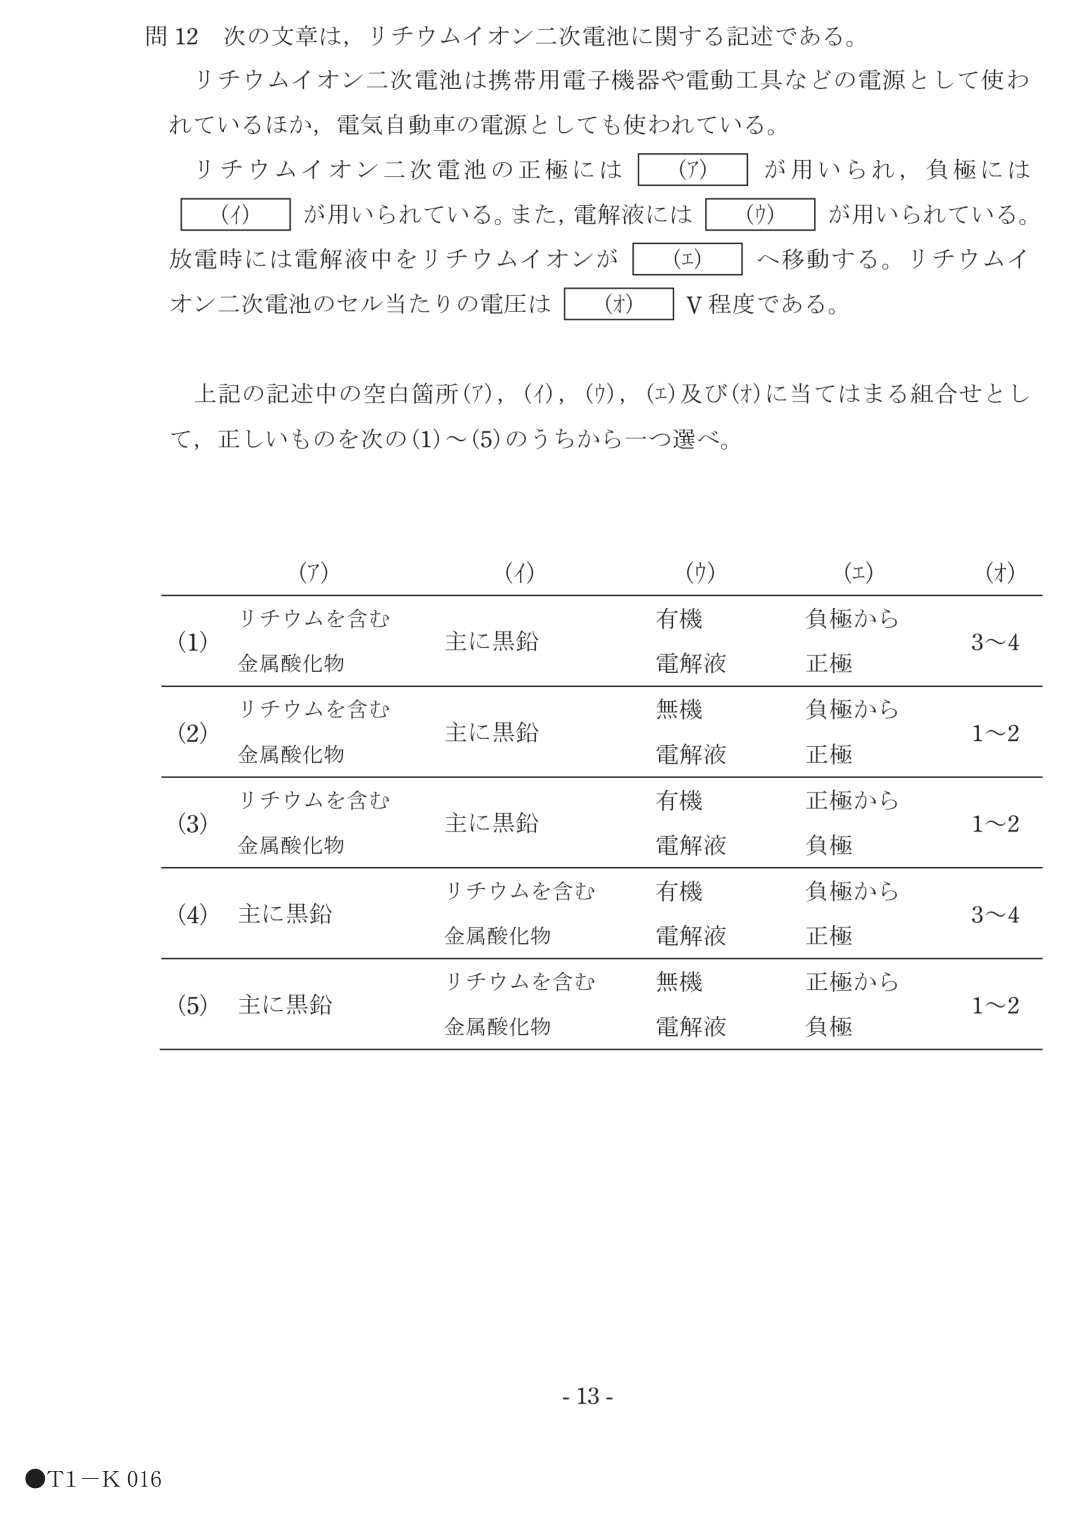 問 12　次の文章は，リチウムイオン二次電池に関する記述である。
リチウムイオン二次電池は携帯用電子機器や電動工具などの電源として使わ
れているほか，電気自動車の電源としても使われている。
リチウムイオン二次電池の正極には (ア) が用いられ，負極には
(イ) が用いられている。また，電解液には (ウ) が用いられている。
放電時には電解液中をリチウムイオンが (エ) へ移動する。リチウムイ
オン二次電池のセル当たりの電圧は (オ) V 程度である。
上記の記述中の空白箇所(ア)，(イ)，(ウ)，(エ)及び(オ)に当てはまる組合せとし
て，正しいものを次の(1)～(5)のうちから一つ選べ。
(ア) (イ) (ウ) (エ) (オ)
(1) リチウムを含む金属酸化物 主に黒鉛 有機電解液 負極から正極 3～4
(2) リチウムを含む金属酸化物 主に黒鉛 無機電解液 負極から正極 1～2
(3) リチウムを含む金属酸化物 主に黒鉛 有機電解液 正極から負極 1～2
(4) 主に黒鉛 リチウムを含む金属酸化物 有機電解液 負極から正極 3～4
(5) 主に黒鉛 リチウムを含む金属酸化物 無機電解液 正極から負極 1～2
- 13 -
●T1－K 016